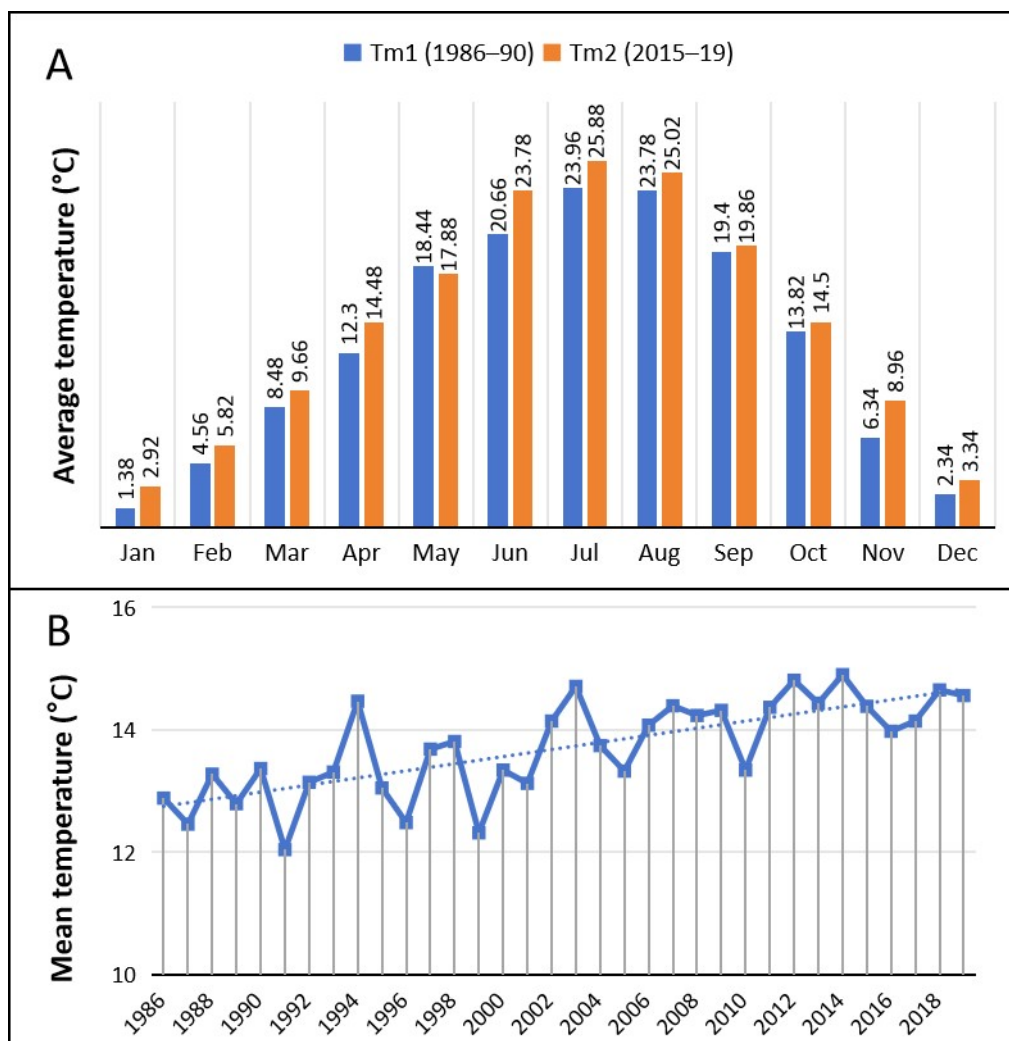 A
Tm1 (1986–90) Tm2 (2015–19)
Average temperature (°C)
1.38 2.92 4.56 5.82 8.48 9.66 12.3 14.48 18.44 17.88 20.66 23.78 23.96 25.88 23.78 25.02 19.4 19.86 13.82 14.5 6.34 8.96 2.34 3.34
Jan Feb Mar Apr May Jun Jul Aug Sep Oct Nov Dec
B
Mean temperature (°C)
16
14
12
10
1986 1988 1990 1992 1994 1996 1998 2000 2002 2004 2006 2008 2010 2012 2014 2016 2018